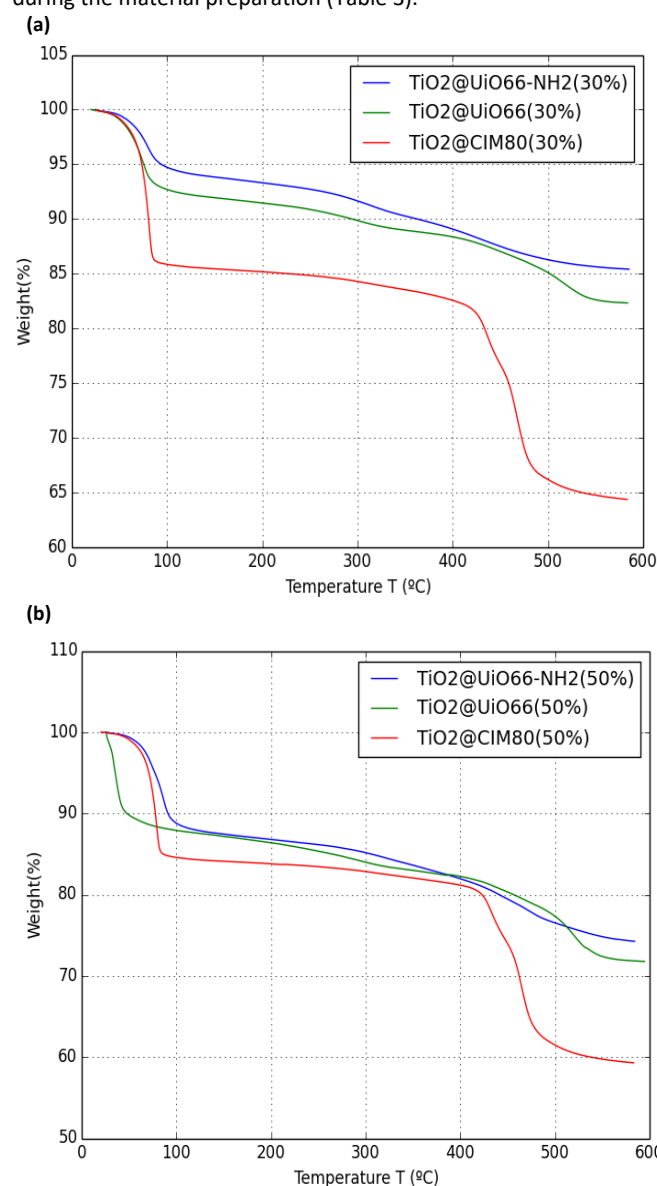 during the material preparation (Table 3).
(a)
105
100
95
90
85
80
75
70
65
60
0
100
200
300
400
500
600
Weight(%)
Temperature T (ºC)
TiO2@UiO66-NH2(30%)
TiO2@UiO66(30%)
TiO2@CIM80(30%)
(b)
110
100
90
80
70
60
50
0
100
200
300
400
500
600
Weight(%)
Temperature T (ºC)
TiO2@UiO66-NH2(50%)
TiO2@UiO66(50%)
TiO2@CIM80(50%)